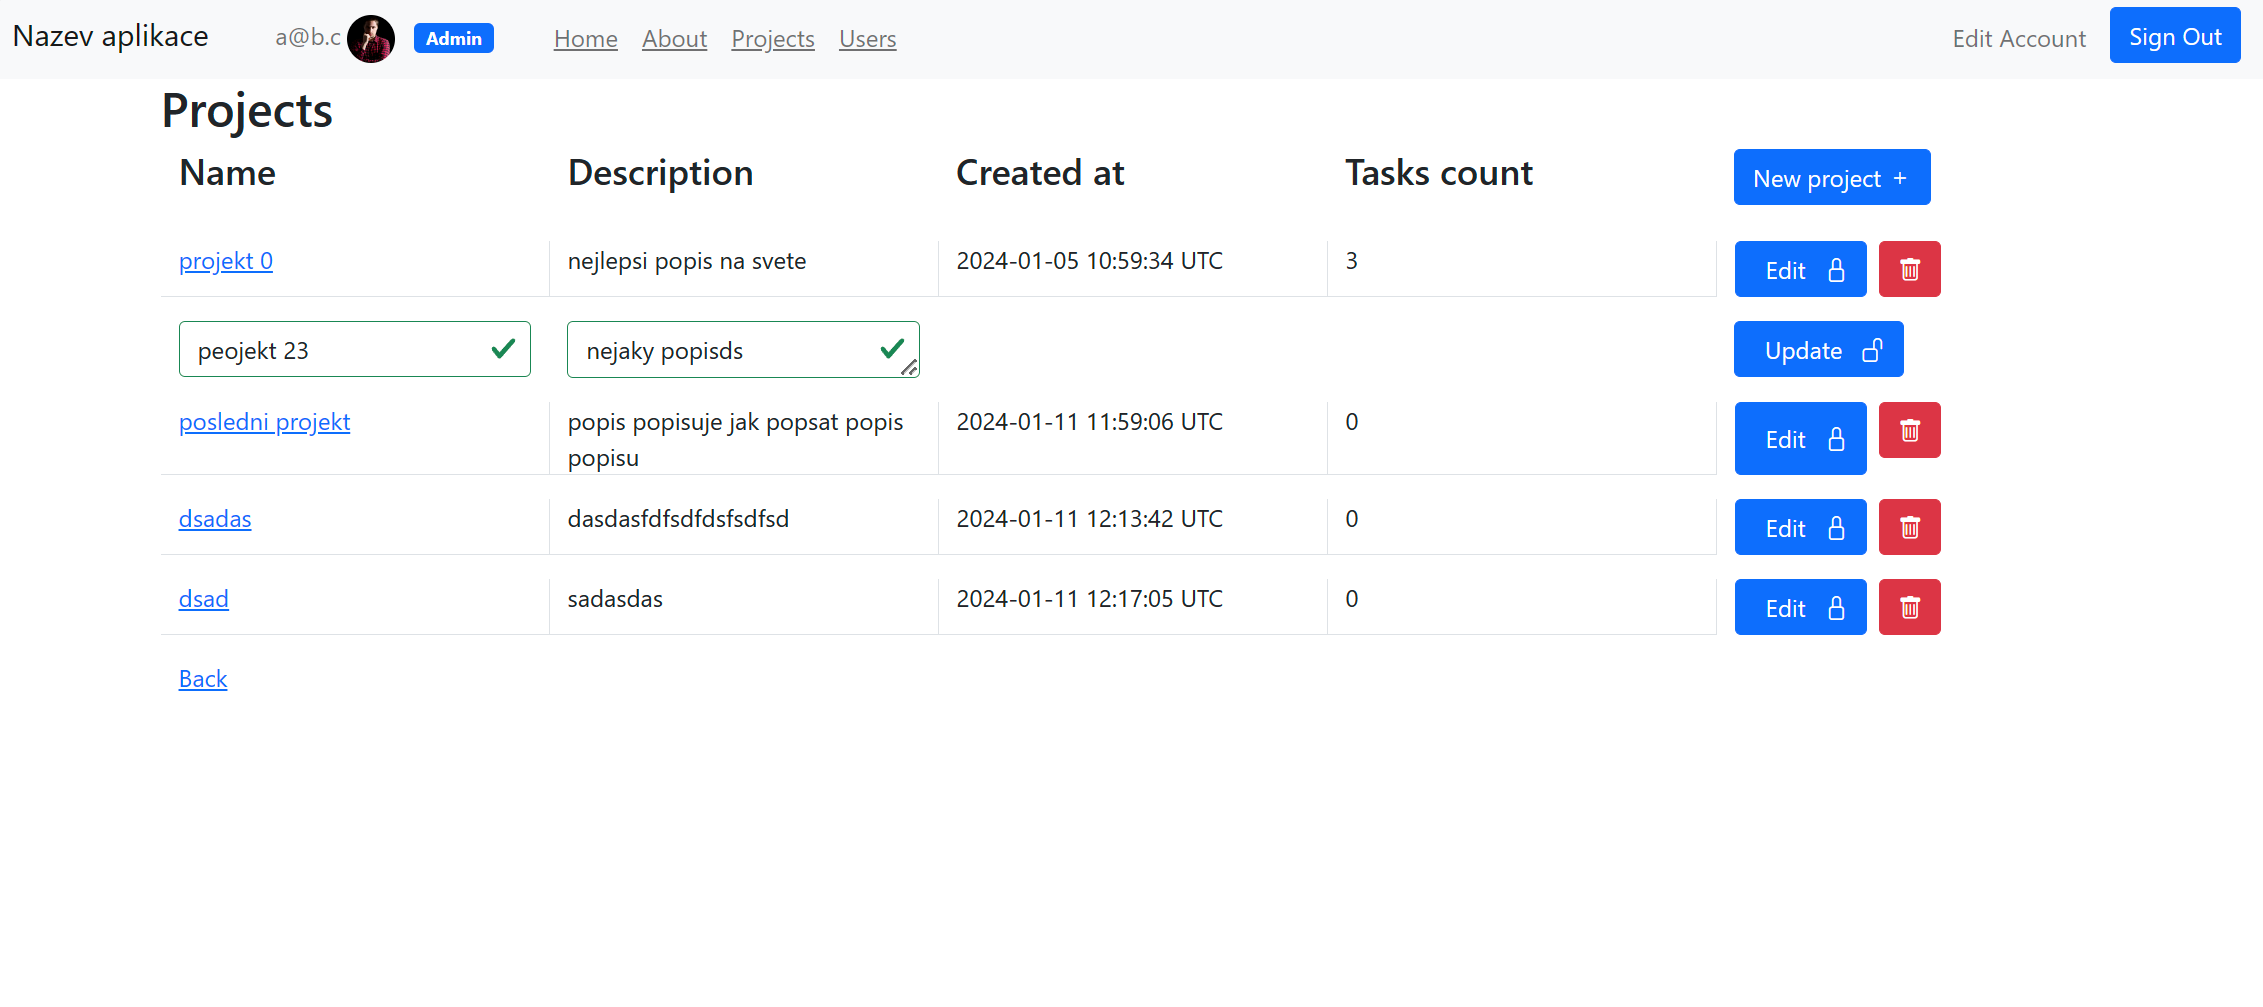 Nazev aplikace a@b.c Admin Home About Projects Users Edit Account Sign Out
Projects
Name Description Created at Tasks count New project +
projekt 0 nejlepsi popis na svete 2024-01-05 10:59:34 UTC 3 Edit
peojekt 23 nejaky popisds Update
posledni projekt popis popisuje jak popsat popis 2024-01-11 11:59:06 UTC 0 Edit
popisu
dsadas dasdasfdfsdfdsfsdfsd 2024-01-11 12:13:42 UTC 0 Edit
dsad sadasdas 2024-01-11 12:17:05 UTC 0 Edit
Back